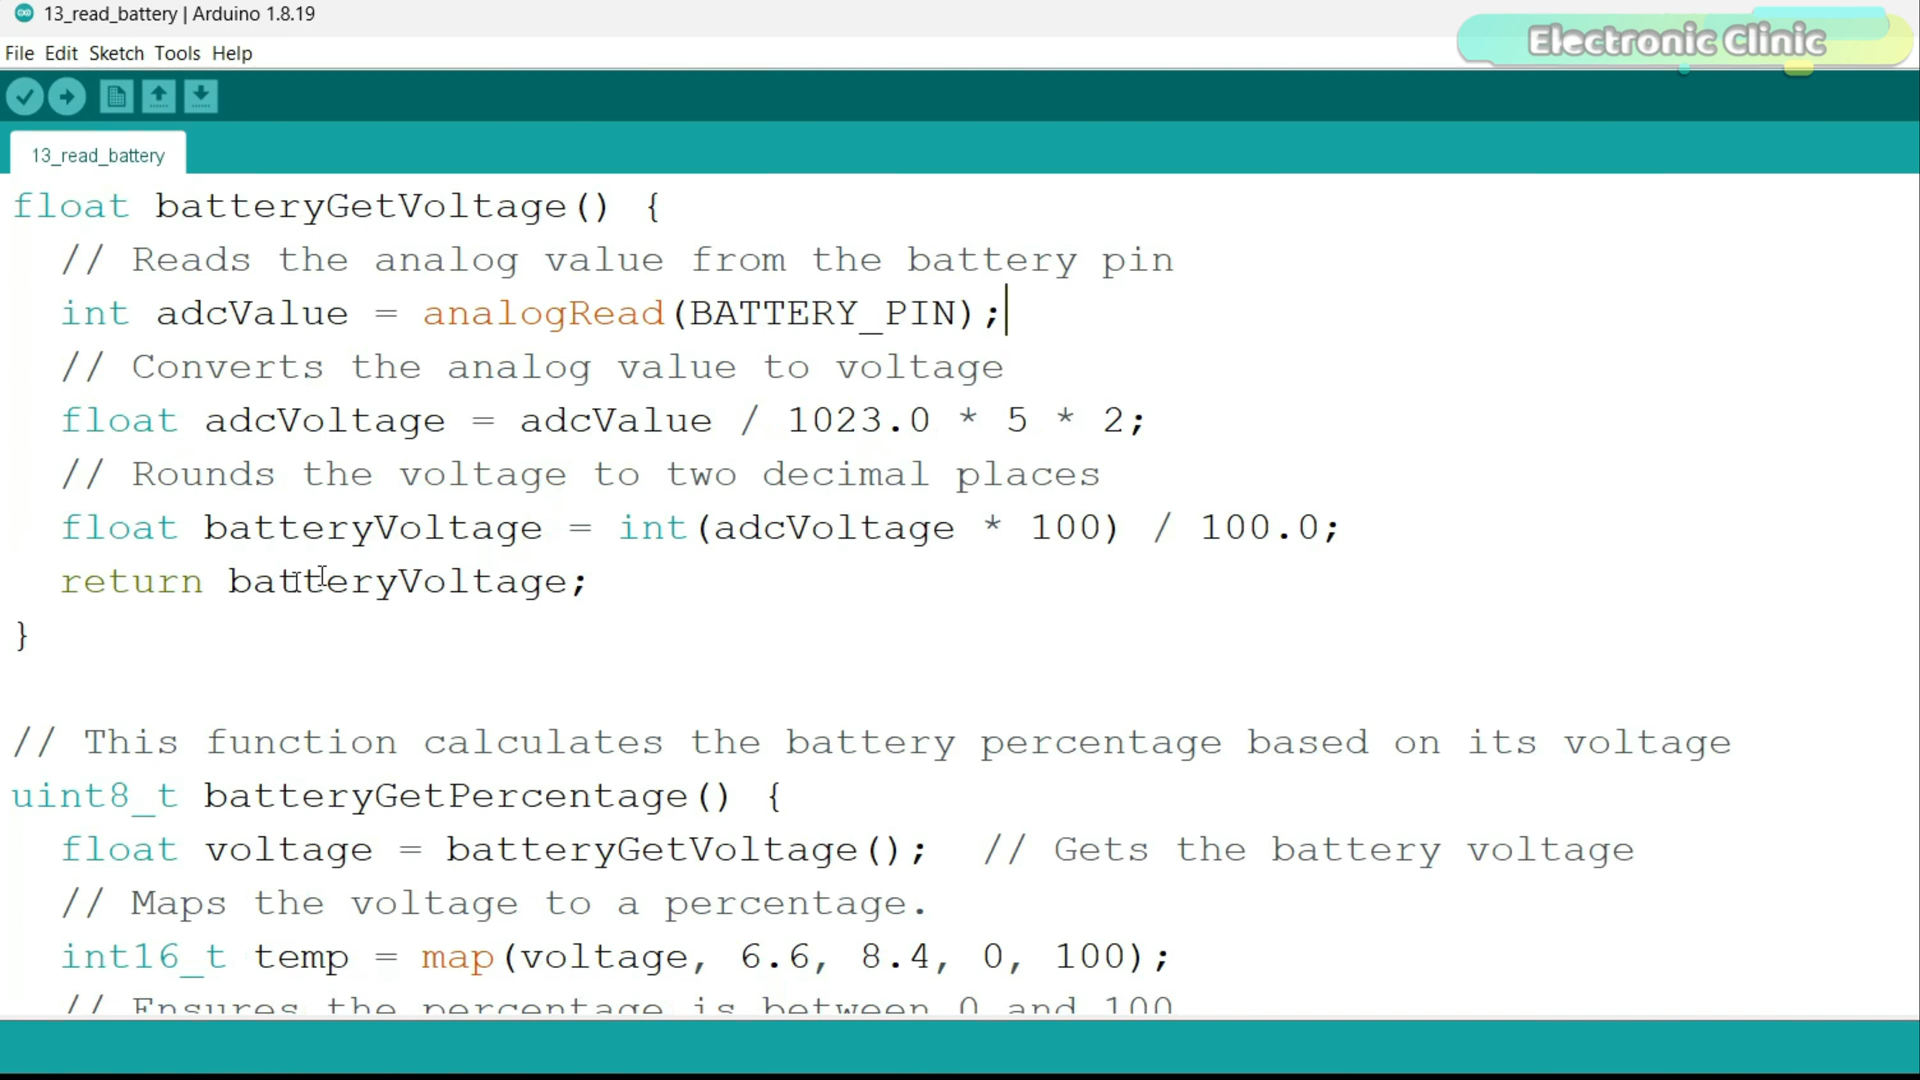 13_read_battery | Arduino 1.8.19
Electronic Clinic
File Edit Sketch Tools Help
13_read_battery
float batteryGetVoltage() {
  // Reads the analog value from the battery pin
  int adcValue = analogRead(BATTERY_PIN);
  // Converts the analog value to voltage
  float adcVoltage = adcValue / 1023.0 * 5 * 2;
  // Rounds the voltage to two decimal places
  float batteryVoltage = int(adcVoltage * 100) / 100.0;
  return batteryVoltage;
}
// This function calculates the battery percentage based on its voltage
uint8_t batteryGetPercentage() {
  float voltage = batteryGetVoltage();  // Gets the battery voltage
  // Maps the voltage to a percentage.
  int16_t temp = map(voltage, 6.6, 8.4, 0, 100);
  // Ensures the percentage is between 0 and 100